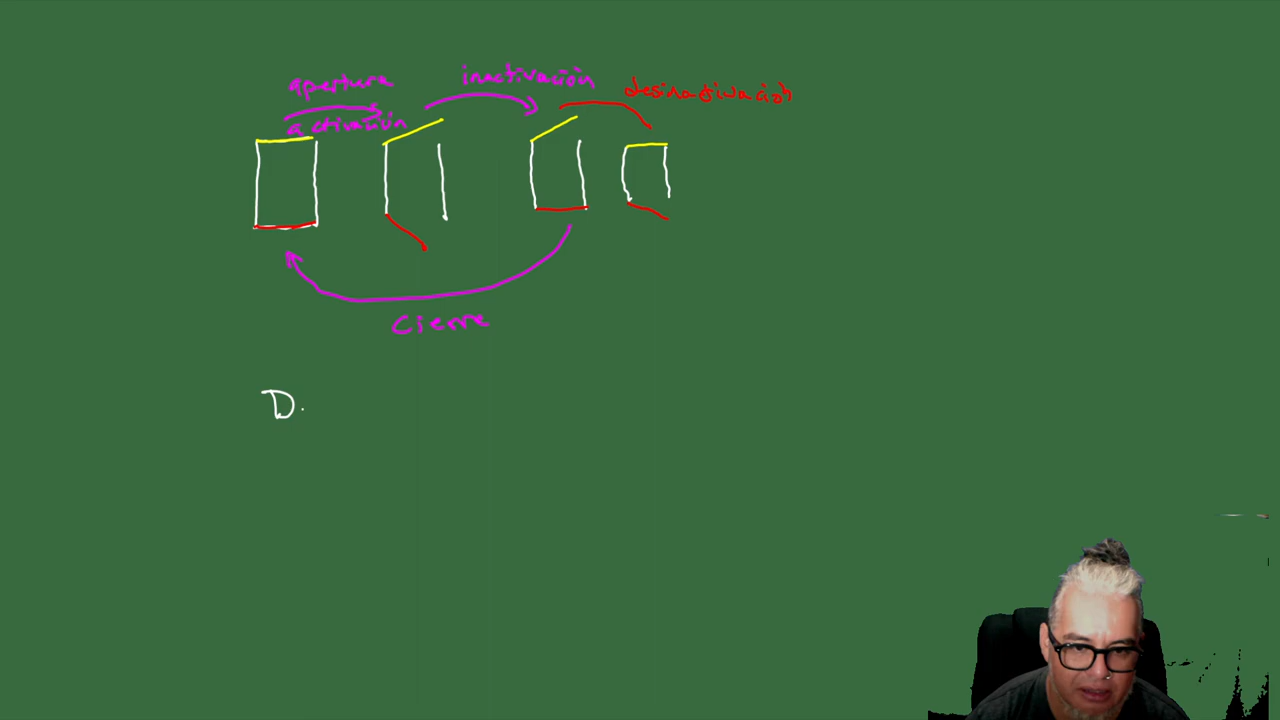 apertura
activación
inactivación
desinactivación
Cierre
D.